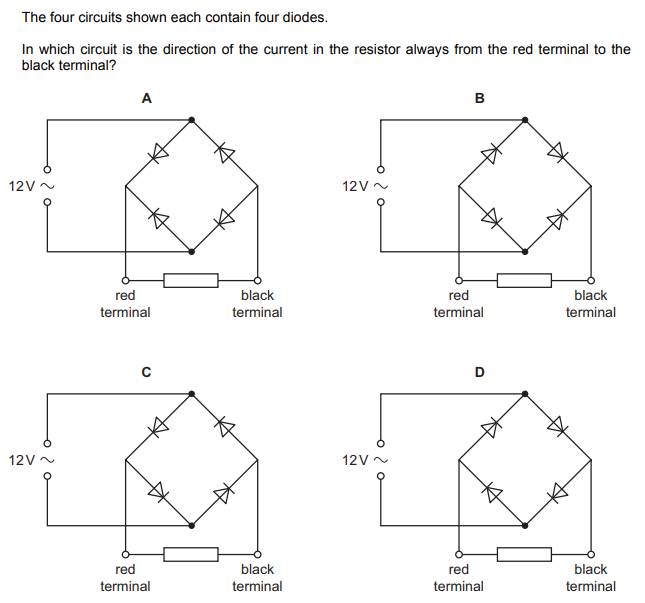 The four circuits shown each contain four diodes.
In which circuit is the direction of the current in the resistor always from the red terminal to the
black terminal?
A
B
12 V ~
12 V ~
red
terminal
black
terminal
red
terminal
black
terminal
C
D
12 V ~
12 V ~
red
terminal
black
terminal
red
terminal
black
terminal